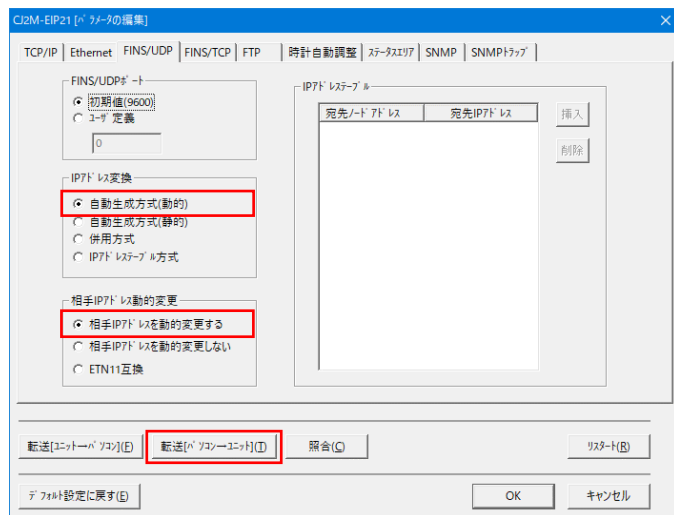 CJ2M-EIP21 [ﾊﾟﾗﾒｰﾀの編集]
TCP/IP Ethernet FINS/UDP FINS/TCP FTP 時計自動調整 ｽﾃｰﾀｽｴﾘｱ SNMP SNMPﾄﾗｯﾌﾟ
FINS/UDPﾎﾟｰﾄ
初期値(9600)
ﾕｰｻﾞ定義
0
IPｱﾄﾞﾚｽ変換
自動生成方式(動的)
自動生成方式(静的)
併用方式
IPｱﾄﾞﾚｽﾃｰﾌﾞﾙ方式
相手IPｱﾄﾞﾚｽ動的変更
相手IPｱﾄﾞﾚｽを動的変更する
相手IPｱﾄﾞﾚｽを動的変更しない
ETN11互換
IPｱﾄﾞﾚｽﾃｰﾌﾞﾙ
宛先ﾉｰﾄﾞｱﾄﾞﾚｽ 宛先IPｱﾄﾞﾚｽ
挿入
削除
転送[ﾕﾆｯﾄ→ﾊﾟｿｺﾝ](F) 転送[ﾊﾟｿｺﾝ→ﾕﾆｯﾄ](T) 照合(C) ﾘｽﾀｰﾄ(R)
ﾃﾞﾌｫﾙﾄ設定に戻す(E) OK キャンセル